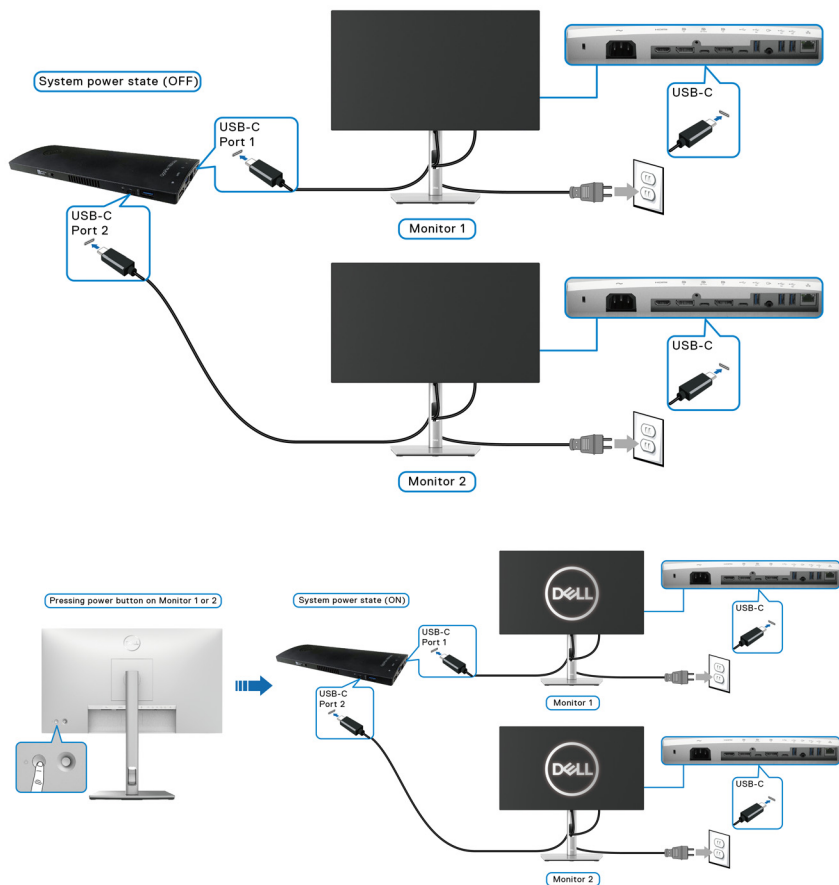 System power state (OFF)
USB-C
Port 1
USB-C
Port 2
USB-C
Monitor 1
USB-C
Monitor 2
Pressing power button on Monitor 1 or 2
System power state (ON)
USB-C
Port 1
USB-C
Port 2
DELL
USB-C
Monitor 1
DELL
USB-C
Monitor 2